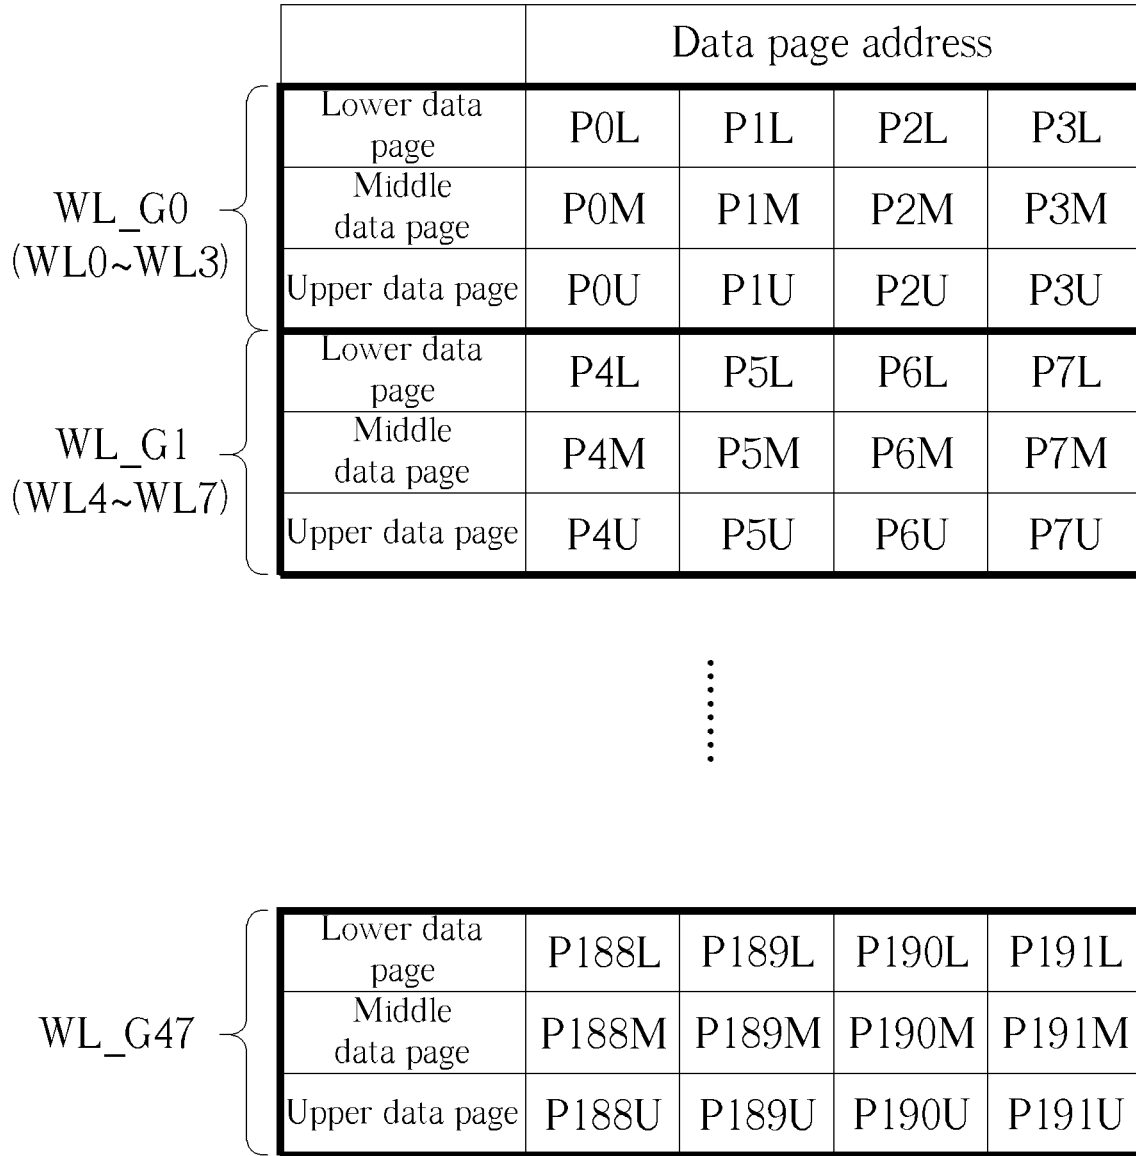 Data page address
Lower data
page
P0L P1L P2L P3L
WL_G0
(WL0~WL3)
Middle
data page
P0M P1M P2M P3M
Upper data page
P0U P1U P2U P3U
Lower data
page
P4L P5L P6L P7L
WL_G1
(WL4~WL7)
Middle
data page
P4M P5M P6M P7M
Upper data page
P4U P5U P6U P7U
Lower data
page
P188L P189L P190L P191L
WL_G47
Middle
data page
P188M P189M P190M P191M
Upper data page
P188U P189U P190U P191U